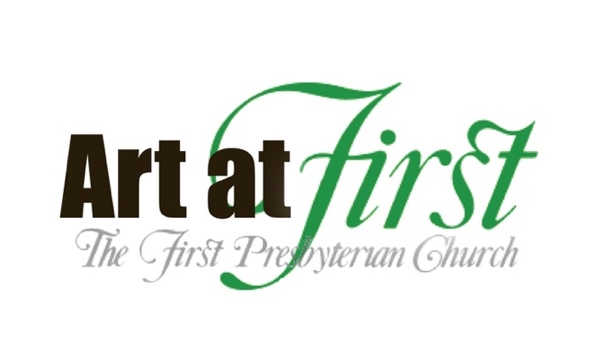 Art at First
The First Presbyterian Church